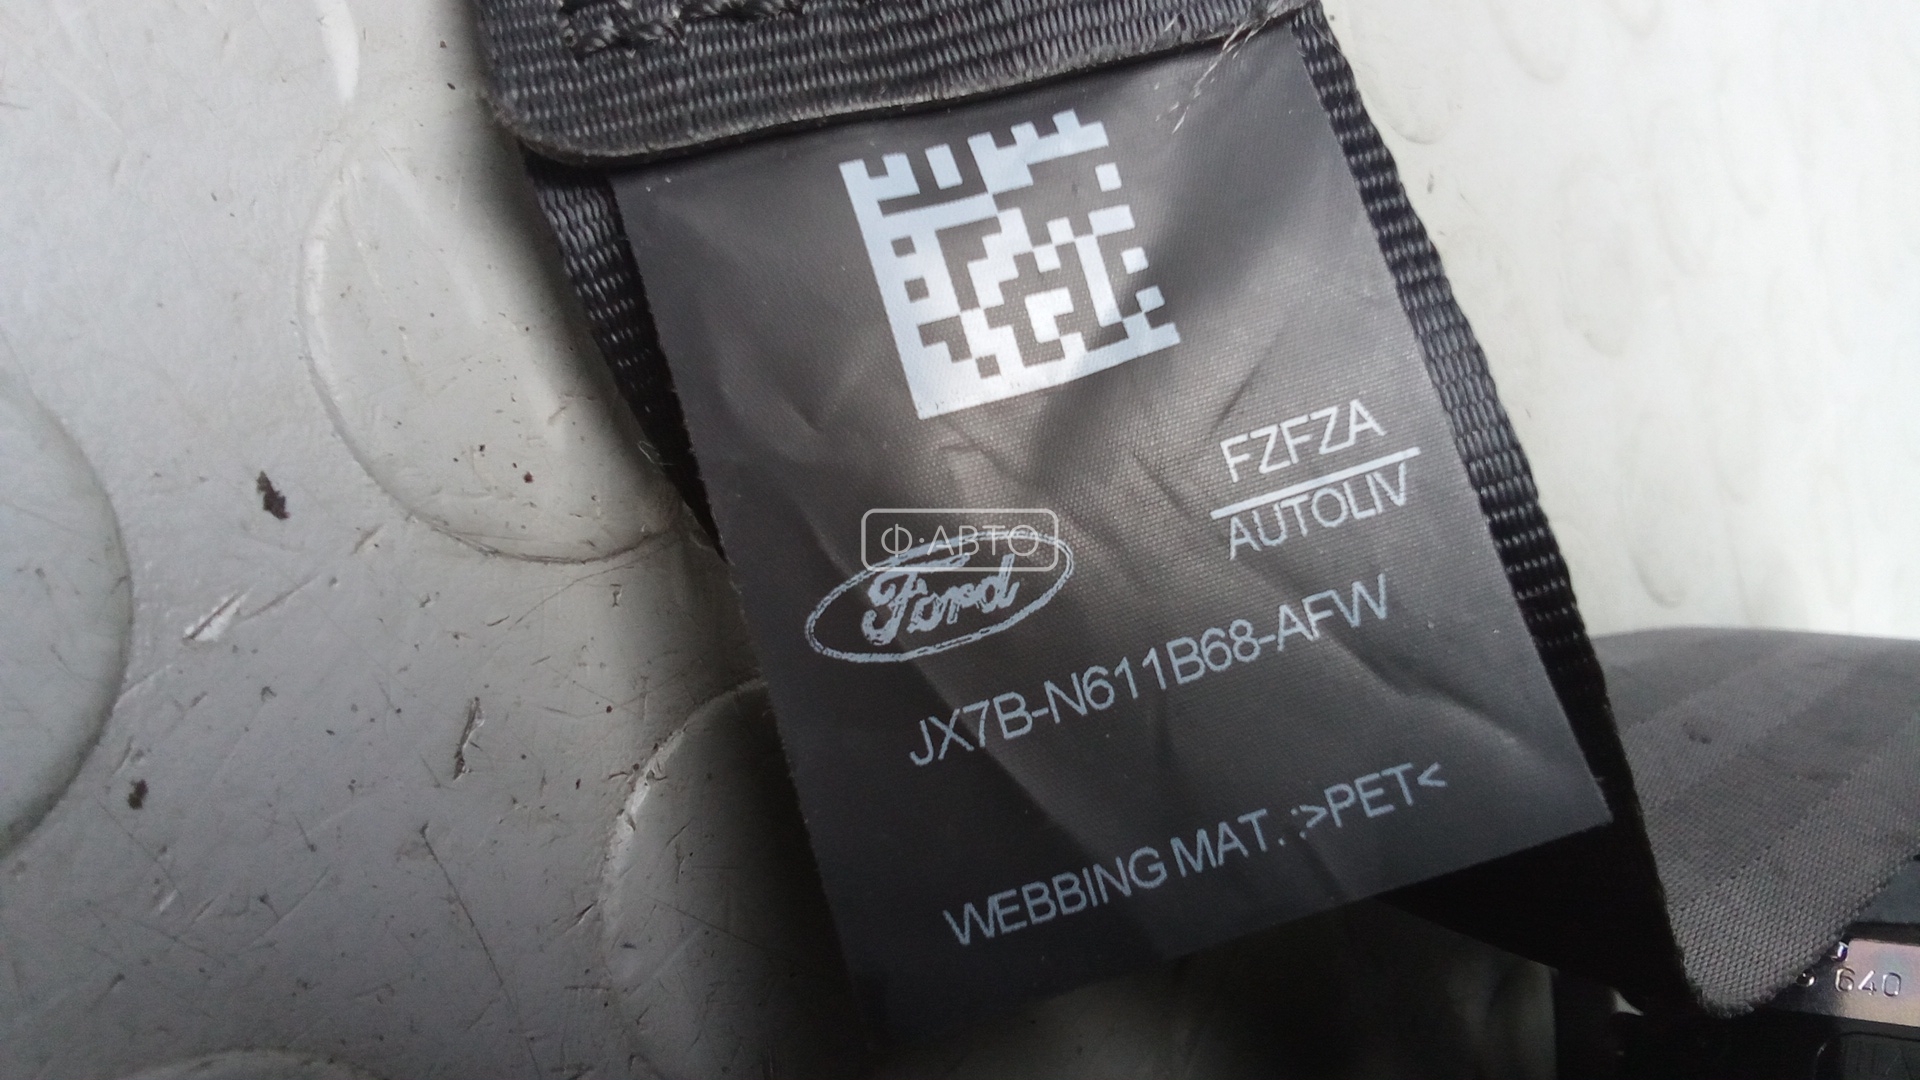 FZFZA
AUTOLIV
Ф·АВТО
Ford
JX7B-N611B68-AFW
WEBBING MAT. :>PET<
640